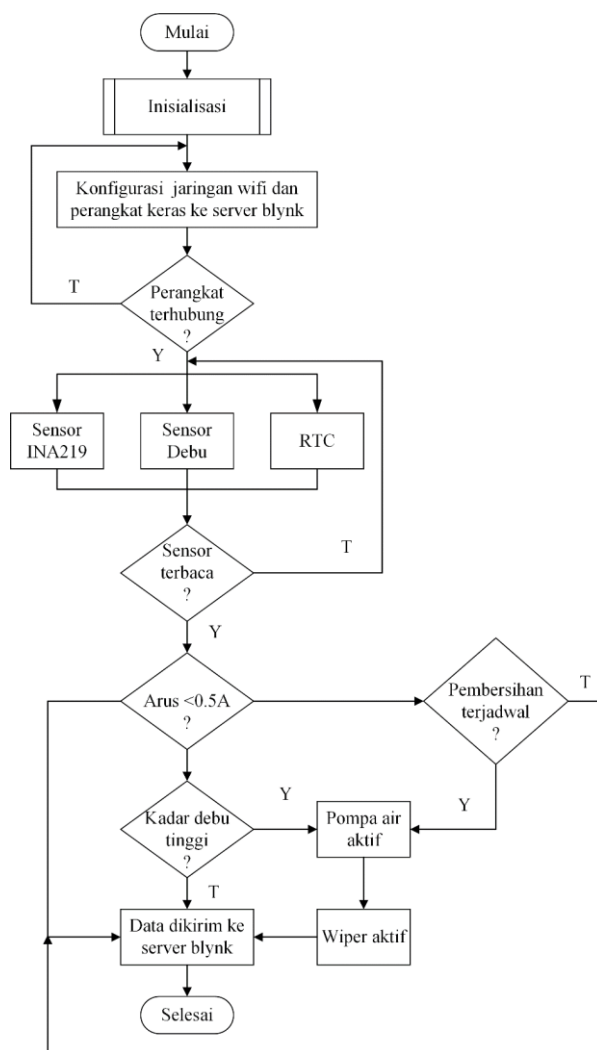 Mulai
Inisialisasi
Konfigurasi jaringan wifi dan
perangkat keras ke server blynk
T
Perangkat
terhubung
?
Y
Sensor
INA219
Sensor
Debu
RTC
Sensor
terbaca
?
T
Y
Arus <0.5A
?
Pembersihan
terjadwal
?
T
Kadar debu
tinggi
?
Y
Pompa air
aktif
Y
T
Data dikirim ke
server blynk
Wiper aktif
Selesai